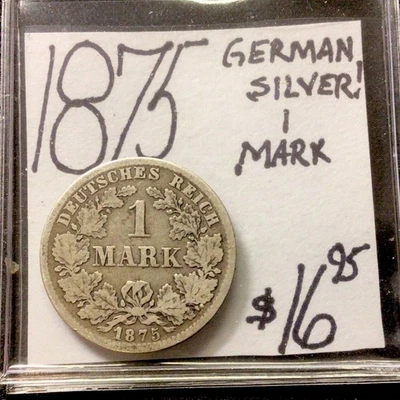 1875
GERMAN
SILVER!
1
MARK
DEUTSCHES REICH
1
MARK
1875
$16.95